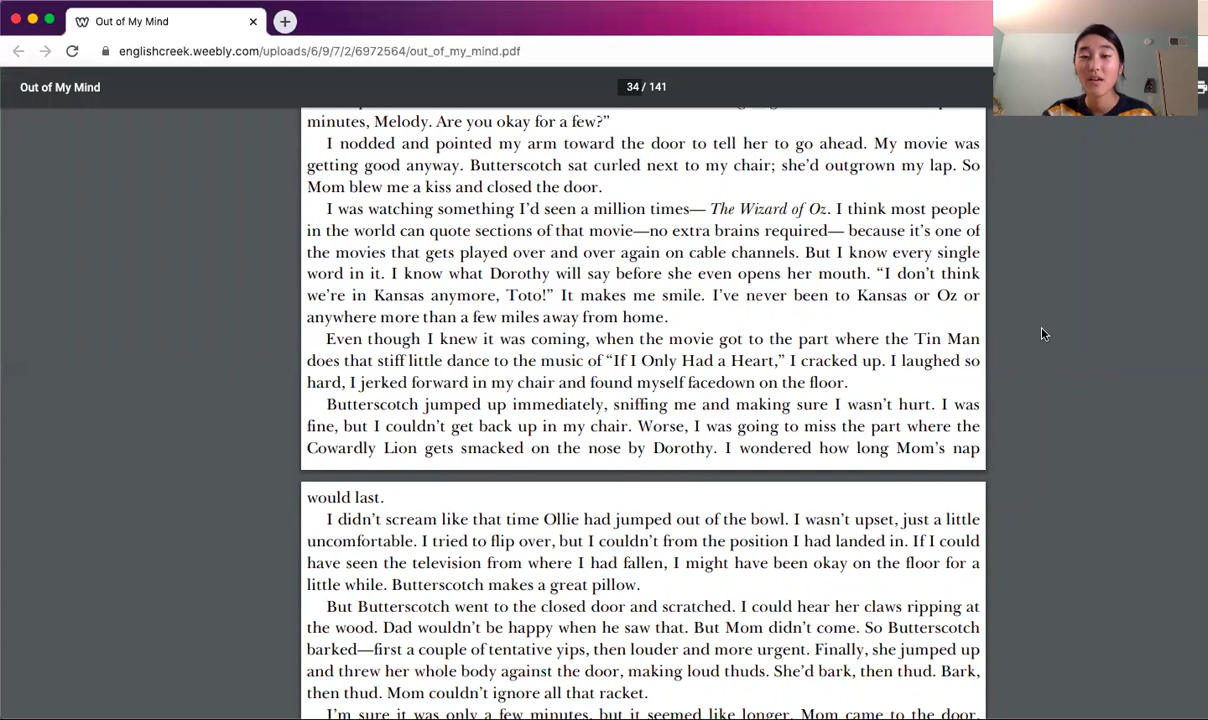 Out of My Mind
englishcreek.weebly.com/uploads/6/9/7/2/6972564/out_of_my_mind.pdf
Out of My Mind
34 / 141
minutes, Melody. Are you okay for a few?”
I nodded and pointed my arm toward the door to tell her to go ahead. My movie was
getting good anyway. Butterscotch sat curled next to my chair; she’d outgrown my lap. So
Mom blew me a kiss and closed the door.
I was watching something I’d seen a million times— The Wizard of Oz. I think most people
in the world can quote sections of that movie—no extra brains required— because it’s one of
the movies that gets played over and over again on cable channels. But I know every single
word in it. I know what Dorothy will say before she even opens her mouth. “I don’t think
we’re in Kansas anymore, Toto!” It makes me smile. I’ve never been to Kansas or Oz or
anywhere more than a few miles away from home.
Even though I knew it was coming, when the movie got to the part where the Tin Man
does that stiff little dance to the music of “If I Only Had a Heart,” I cracked up. I laughed so
hard, I jerked forward in my chair and found myself facedown on the floor.
Butterscotch jumped up immediately, sniffing me and making sure I wasn’t hurt. I was
fine, but I couldn’t get back up in my chair. Worse, I was going to miss the part where the
Cowardly Lion gets smacked on the nose by Dorothy. I wondered how long Mom’s nap
would last.
I didn’t scream like that time Ollie had jumped out of the bowl. I wasn’t upset, just a little
uncomfortable. I tried to flip over, but I couldn’t from the position I had landed in. If I could
have seen the television from where I had fallen, I might have been okay on the floor for a
little while. Butterscotch makes a great pillow.
But Butterscotch went to the closed door and scratched. I could hear her claws ripping at
the wood. Dad wouldn’t be happy when he saw that. But Mom didn’t come. So Butterscotch
barked—first a couple of tentative yips, then louder and more urgent. Finally, she jumped up
and threw her whole body against the door, making loud thuds. She’d bark, then thud. Bark,
then thud. Mom couldn’t ignore all that racket.
I’m sure it was only a few minutes, but it seemed like longer. Mom came to the door,